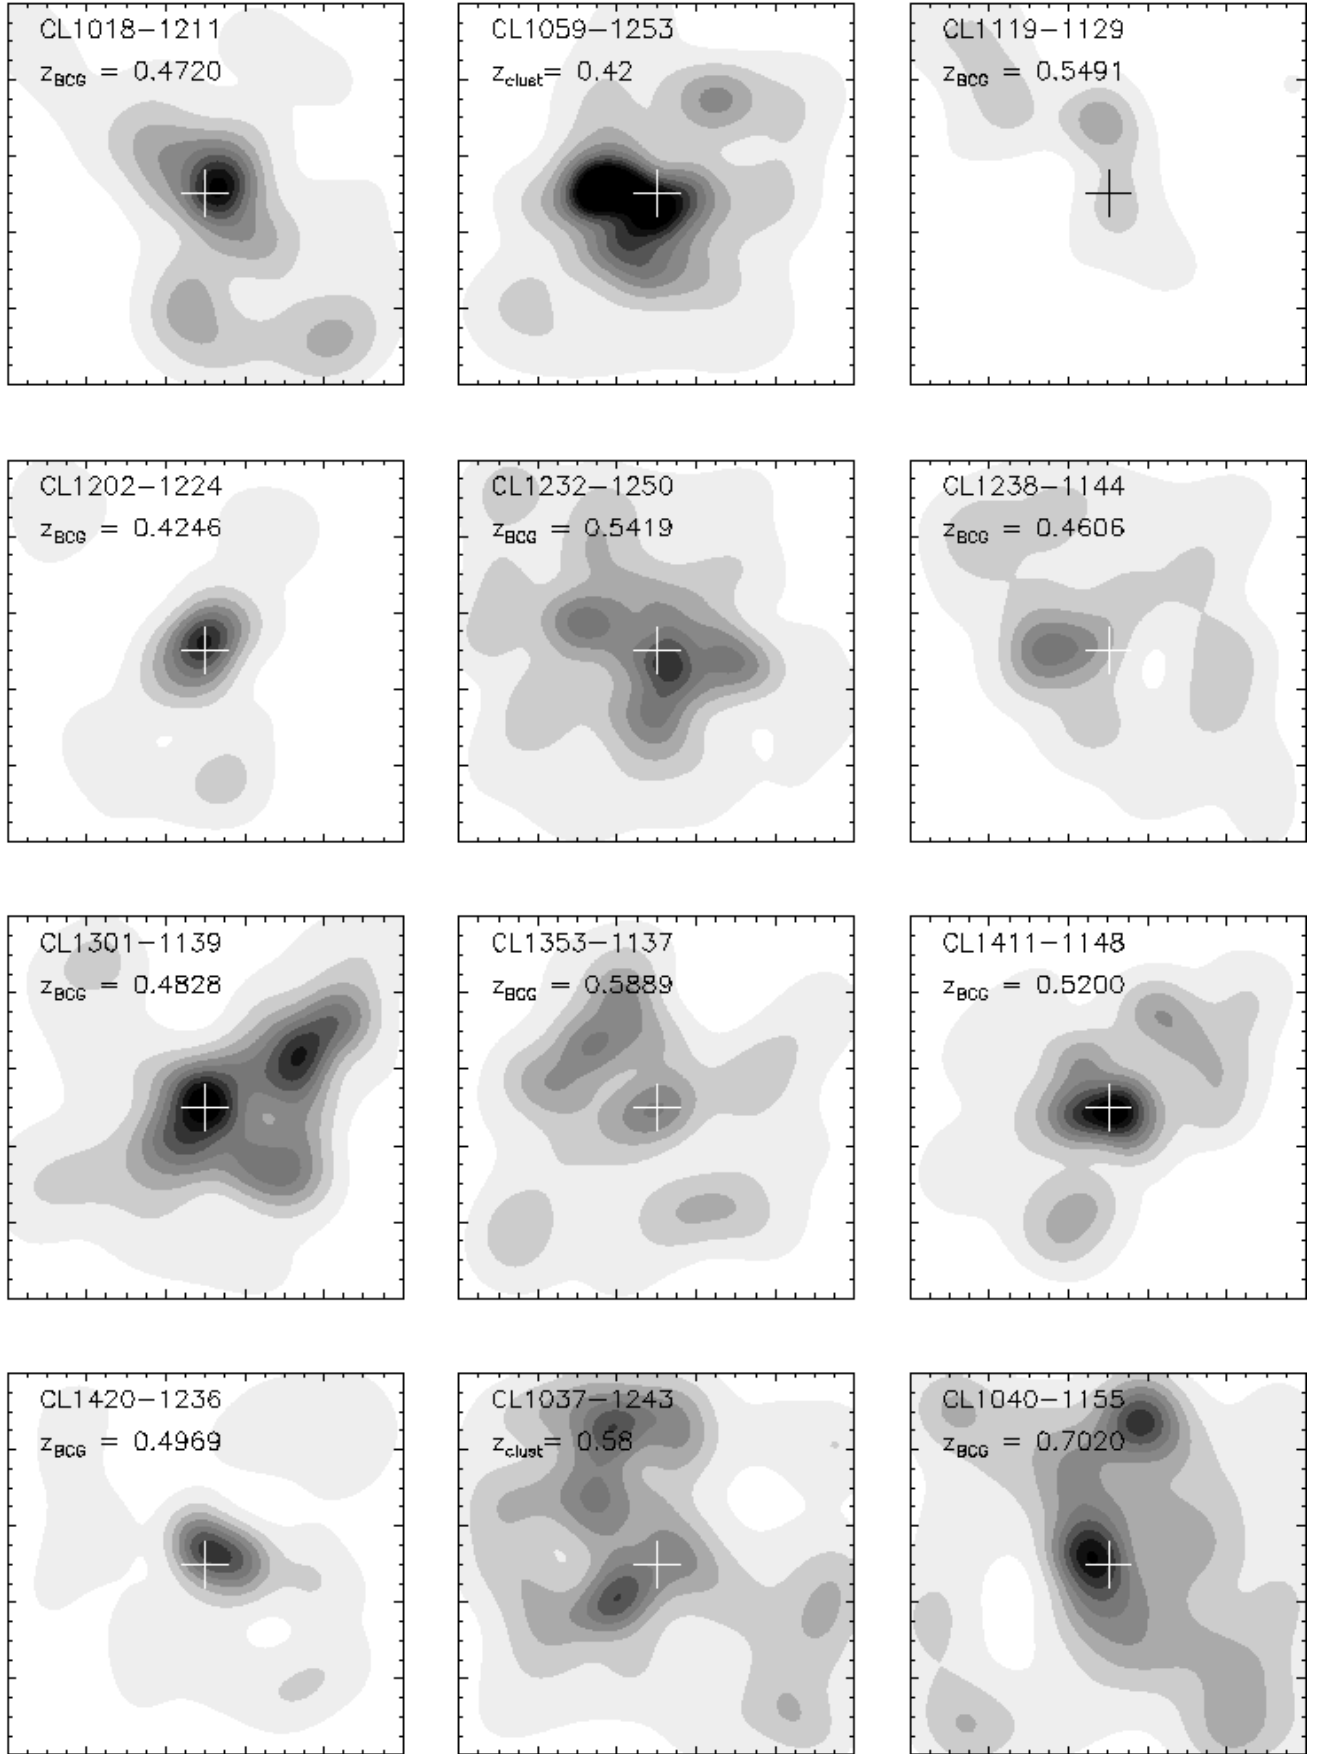 CL1018−1211
z_BCG = 0.4720
CL1059−1253
z_clust= 0.42
CL1119−1129
z_BCG = 0.5491
CL1202−1224
z_BCG = 0.4246
CL1232−1250
z_BCG = 0.5419
CL1238−1144
z_BCG = 0.4606
CL1301−1139
z_BCG = 0.4828
CL1353−1137
z_BCG = 0.5889
CL1411−1148
z_BCG = 0.5200
CL1420−1236
z_BCG = 0.4969
CL1037−1243
z_clust= 0.58
CL1040−1155
z_BCG = 0.7020